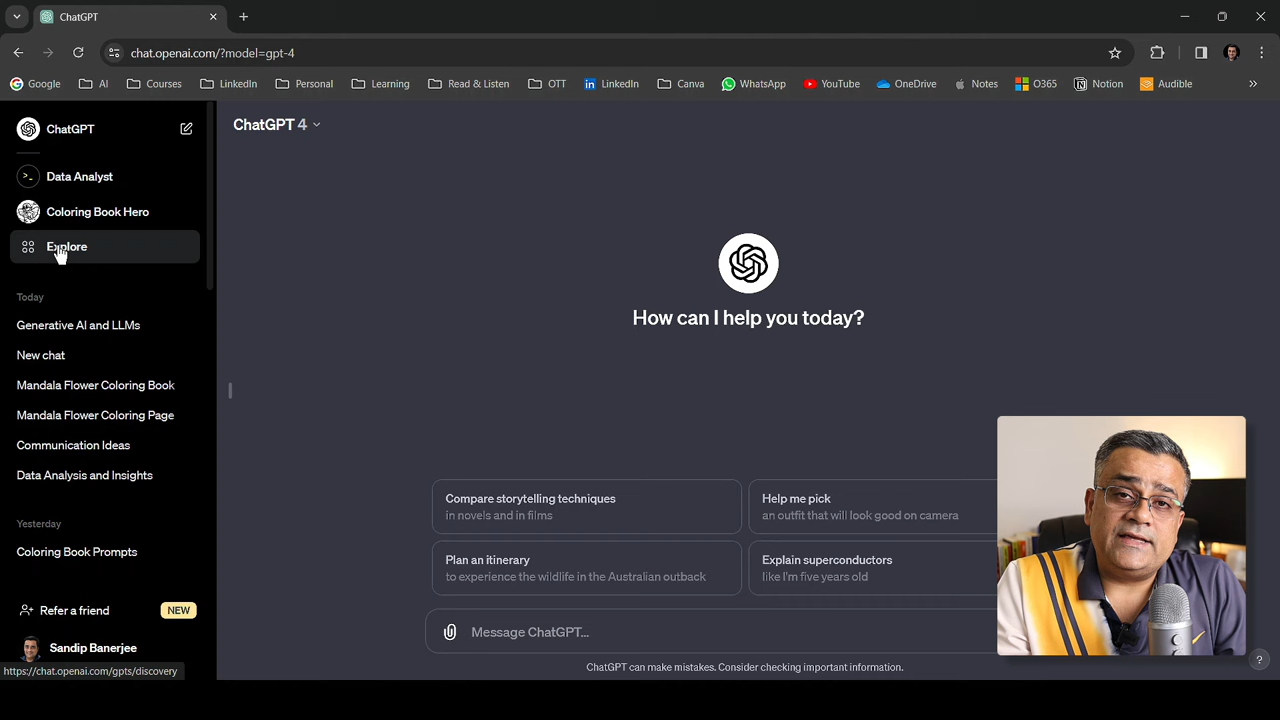 ChatGPT
chat.openai.com/?model=gpt-4
Google AI Courses LinkedIn Personal Learning Read & Listen OTT LinkedIn Canva WhatsApp YouTube OneDrive Notes O365 Notion Audible
ChatGPT
ChatGPT 4
Data Analyst
Coloring Book Hero
Explore
Today
Generative AI and LLMs
New chat
Mandala Flower Coloring Book
Mandala Flower Coloring Page
Communication Ideas
Data Analysis and Insights
Yesterday
Coloring Book Prompts
Refer a friend NEW
Sandip Banerjee
https://chat.openai.com/gpts/discovery
How can I help you today?
Compare storytelling techniques
in novels and in films
Help me pick
an outfit that will look good on camera
Plan an itinerary
to experience the wildlife in the Australian outback
Explain superconductors
like I'm five years old
Message ChatGPT...
ChatGPT can make mistakes. Consider checking important information.
?